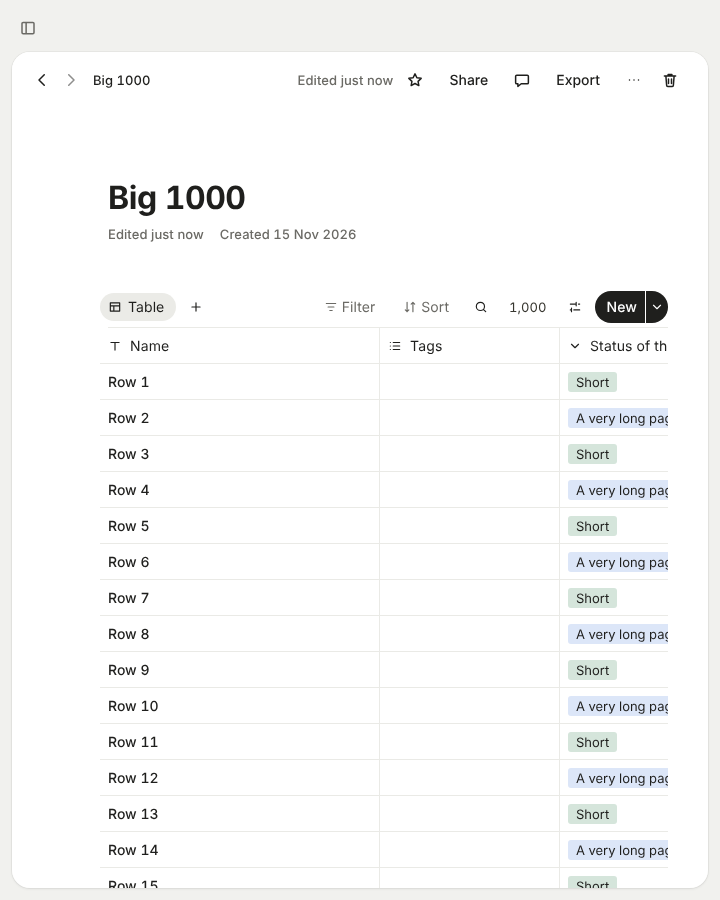 Big 1000 Edited just now Share Export ···
Big 1000
Edited just now Created 15 Nov 2026
Table + Filter Sort 1,000 New
Name Tags Status of th
Row 1 Short
Row 2 A very long pag
Row 3 Short
Row 4 A very long pag
Row 5 Short
Row 6 A very long pag
Row 7 Short
Row 8 A very long pag
Row 9 Short
Row 10 A very long pag
Row 11 Short
Row 12 A very long pag
Row 13 Short
Row 14 A very long pag
Row 15 Short